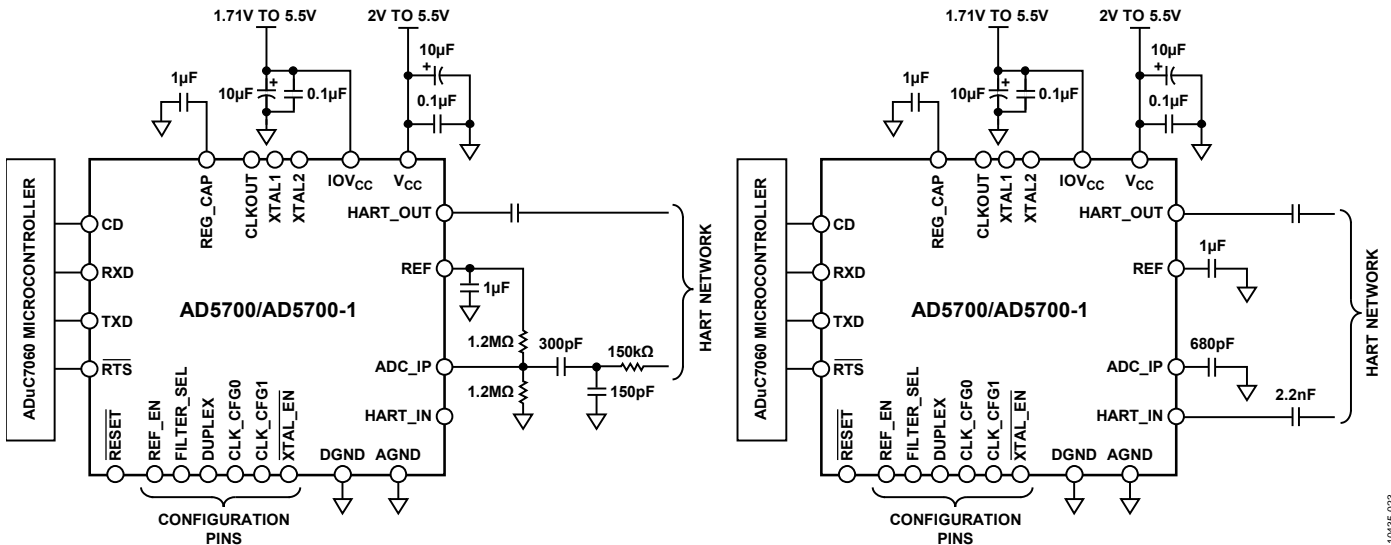 1.71V TO 5.5V
2V TO 5.5V
10µF
+
1µF
10µF
+
0.1µF
0.1µF
ADuC7060 MICROCONTROLLER
REG_CAP
CLKOUT
XTAL1
XTAL2
IOVCC
VCC
CD
RXD
TXD
RTS
HART_OUT
REF
1µF
AD5700/AD5700-1
1.2MΩ
300pF
150kΩ
ADC_IP
1.2MΩ
150pF
HART_IN
HART NETWORK
RESET
REF_EN
FILTER_SEL
DUPLEX
CLK_CFG0
CLK_CFG1
XTAL_EN
DGND
AGND
CONFIGURATION
PINS
1.71V TO 5.5V
2V TO 5.5V
10µF
+
1µF
10µF
+
0.1µF
0.1µF
ADuC7060 MICROCONTROLLER
REG_CAP
CLKOUT
XTAL1
XTAL2
IOVCC
VCC
CD
RXD
TXD
RTS
HART_OUT
REF
1µF
AD5700/AD5700-1
680pF
ADC_IP
2.2nF
HART_IN
HART NETWORK
RESET
REF_EN
FILTER_SEL
DUPLEX
CLK_CFG0
CLK_CFG1
XTAL_EN
DGND
AGND
CONFIGURATION
PINS
10435-023